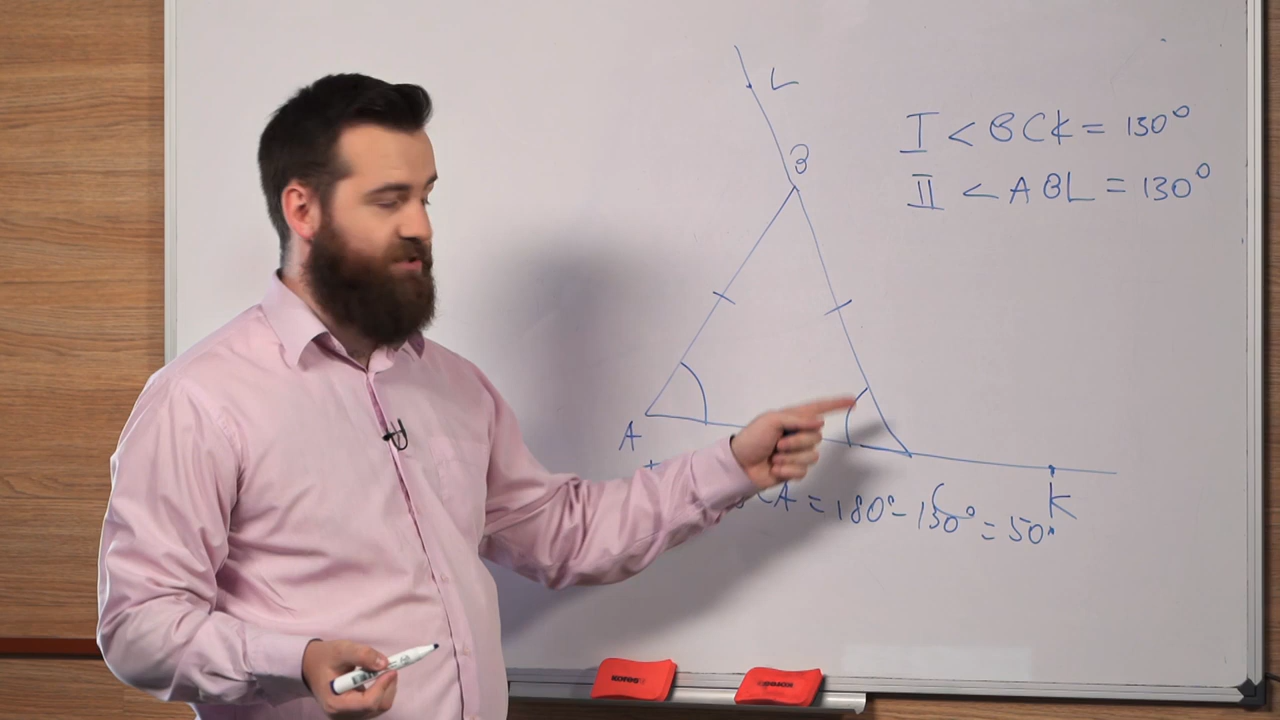 L
B
I < BCK = 130°
II < ABL = 130°
A
K
CA = 180° - 130° = 50°
C